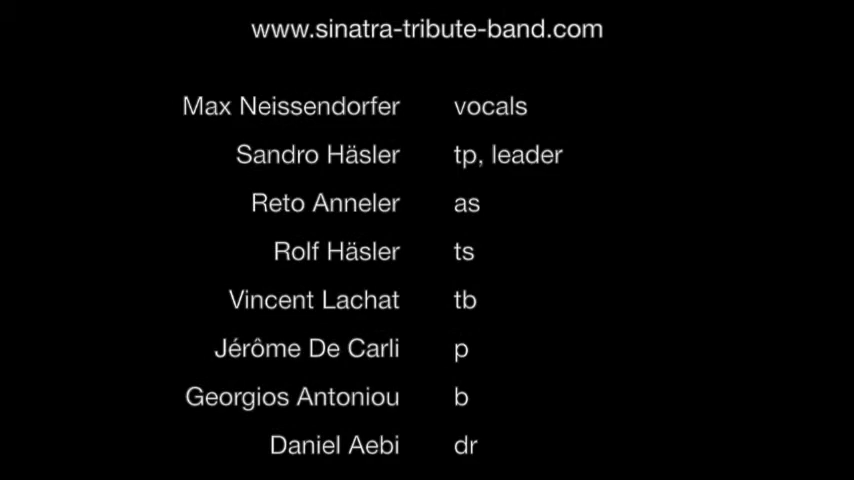 www.sinatra-tribute-band.com
Max Neissendorfer vocals
Sandro Häsler tp, leader
Reto Anneler as
Rolf Häsler ts
Vincent Lachat tb
Jérôme De Carli p
Georgios Antoniou b
Daniel Aebi dr